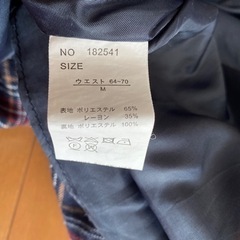 NO 182541
SIZE
ウエスト 64-70
M
表地 ポリエステル 65%
レーヨン 35%
裏地 ポリエステル 100%